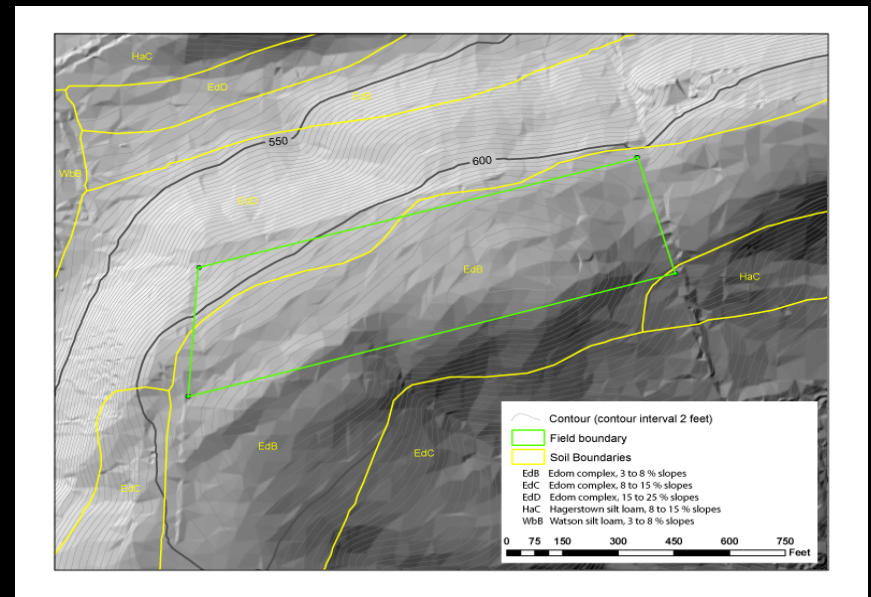 HaC
EdD
EdC
550
600
WbB
EdD
EdB
HaC
EdB
EdC
EdC
Contour (contour interval 2 feet)
Field boundary
Soil Boundaries
EdB Edom complex, 3 to 8 % slopes
EdC Edom complex, 8 to 15 % slopes
EdD Edom complex, 15 to 25 % slopes
HaC Hagerstown silt loam, 8 to 15 % slopes
WbB Watson silt loam, 3 to 8 % slopes
0 75 150 300 450 600 750
Feet